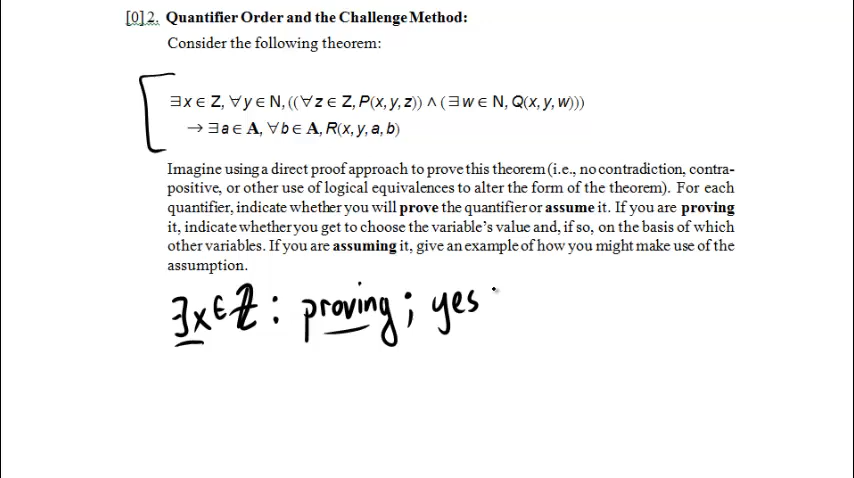 [0] 2. Quantifier Order and the Challenge Method:
Consider the following theorem:
∃x ∈ Z, ∀y ∈ N, ((∀z ∈ Z, P(x, y, z)) ∧ (∃w ∈ N, Q(x, y, w)))
→ ∃a ∈ A, ∀b ∈ A, R(x, y, a, b)
Imagine using a direct proof approach to prove this theorem (i.e., no contradiction, contra-
positive, or other use of logical equivalences to alter the form of the theorem). For each
quantifier, indicate whether you will prove the quantifier or assume it. If you are proving
it, indicate whether you get to choose the variable's value and, if so, on the basis of which
other variables. If you are assuming it, give an example of how you might make use of the
assumption.
∃x∈ℤ: proving; yes